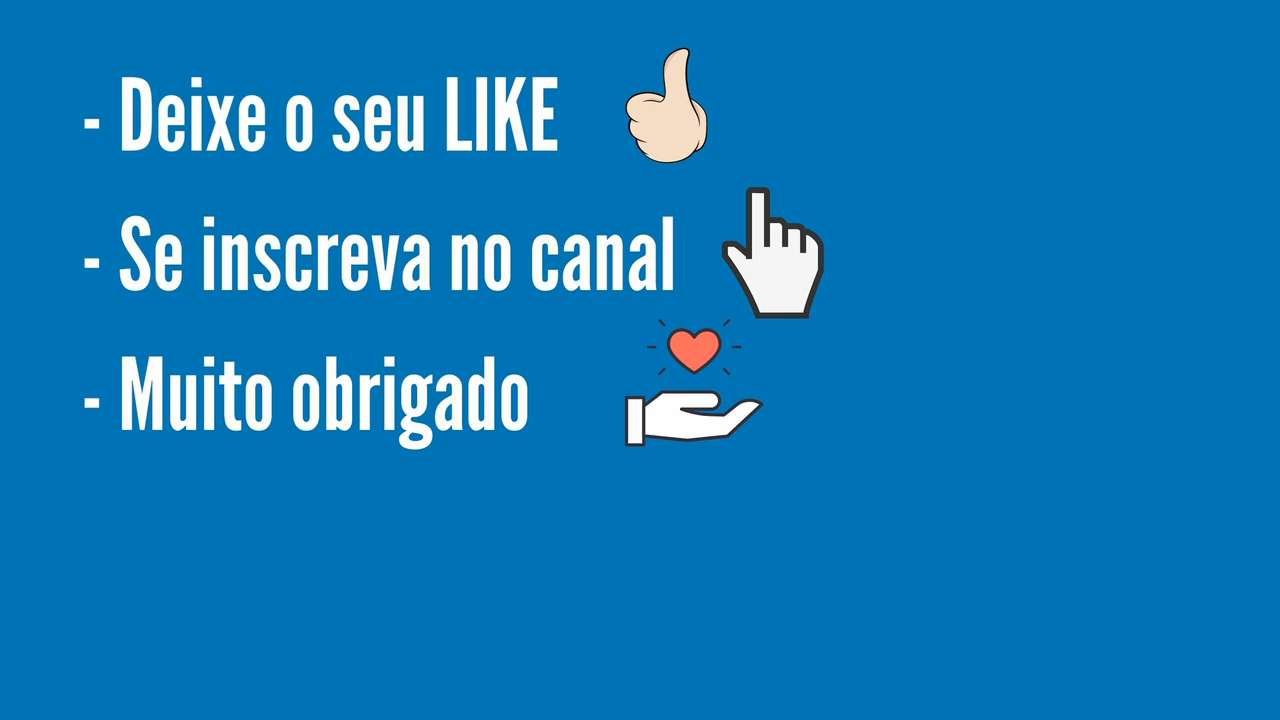 - Deixe o seu LIKE
- Se inscreva no canal
- Muito obrigado